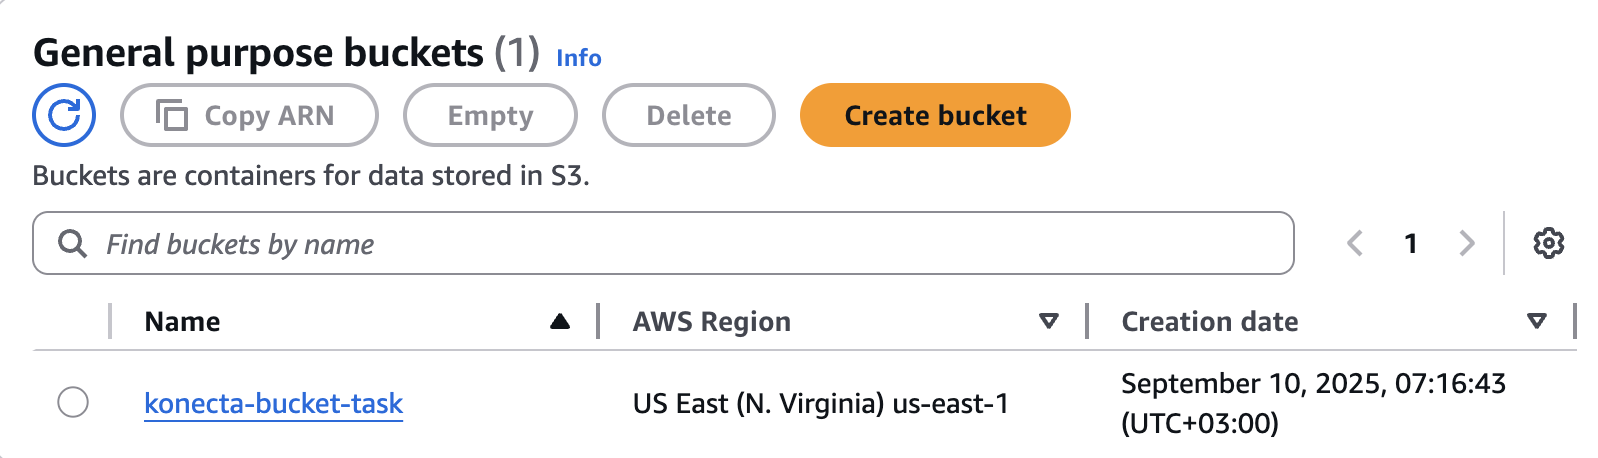 General purpose buckets (1) Info
Copy ARN Empty Delete Create bucket
Buckets are containers for data stored in S3.
Find buckets by name 1
Name AWS Region Creation date
konecta-bucket-task US East (N. Virginia) us-east-1 September 10, 2025, 07:16:43
(UTC+03:00)